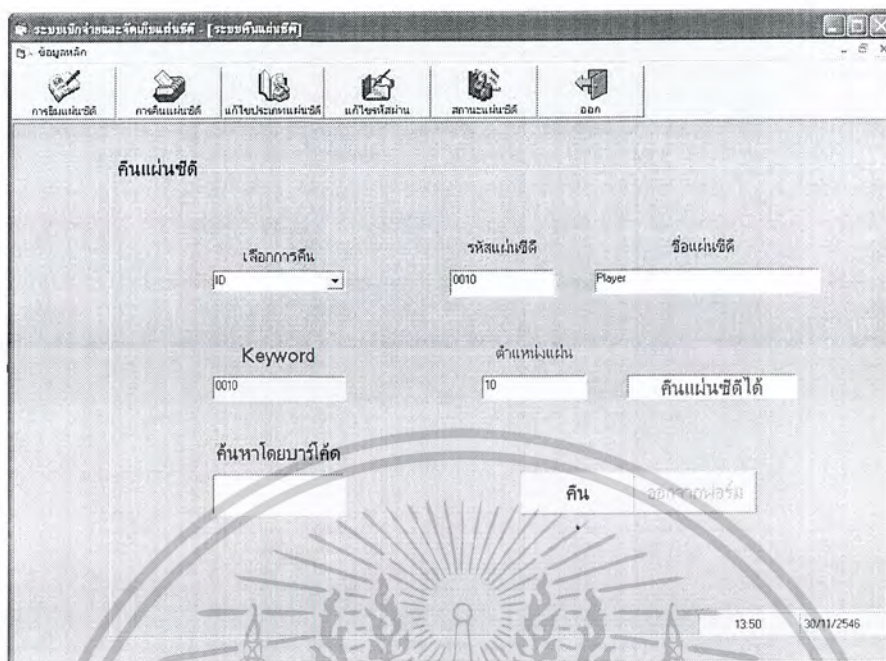 ระบบเบิกจ่ายและจัดเก็บแผ่นซีดี - [ระบบคืนแผ่นซีดี]
ข้อมูลหลัก
การยืมแผ่นซีดี การคืนแผ่นซีดี แก้ไขประเภทแผ่นซีดี แก้ไขรหัสผ่าน สถานะแผ่นซีดี ออก
คืนแผ่นซีดี
เลือกการคืน รหัสแผ่นซีดี ชื่อแผ่นซีดี
ID 0010 Player
Keyword ตำแหน่งแผ่น
0010 10 คืนแผ่นซีดีได้
ค้นหาโดยบาร์โค้ด
คืน ออกจากฟอร์ม
13:50 30/11/2546